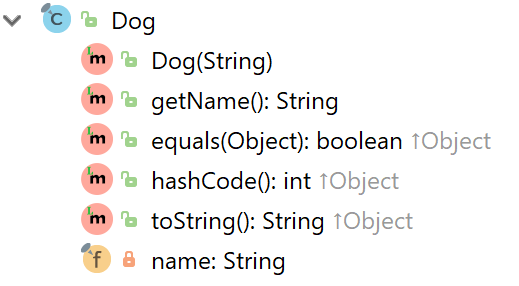 Dog
Dog(String)
getName(): String
equals(Object): boolean ↑Object
hashCode(): int ↑Object
toString(): String ↑Object
name: String